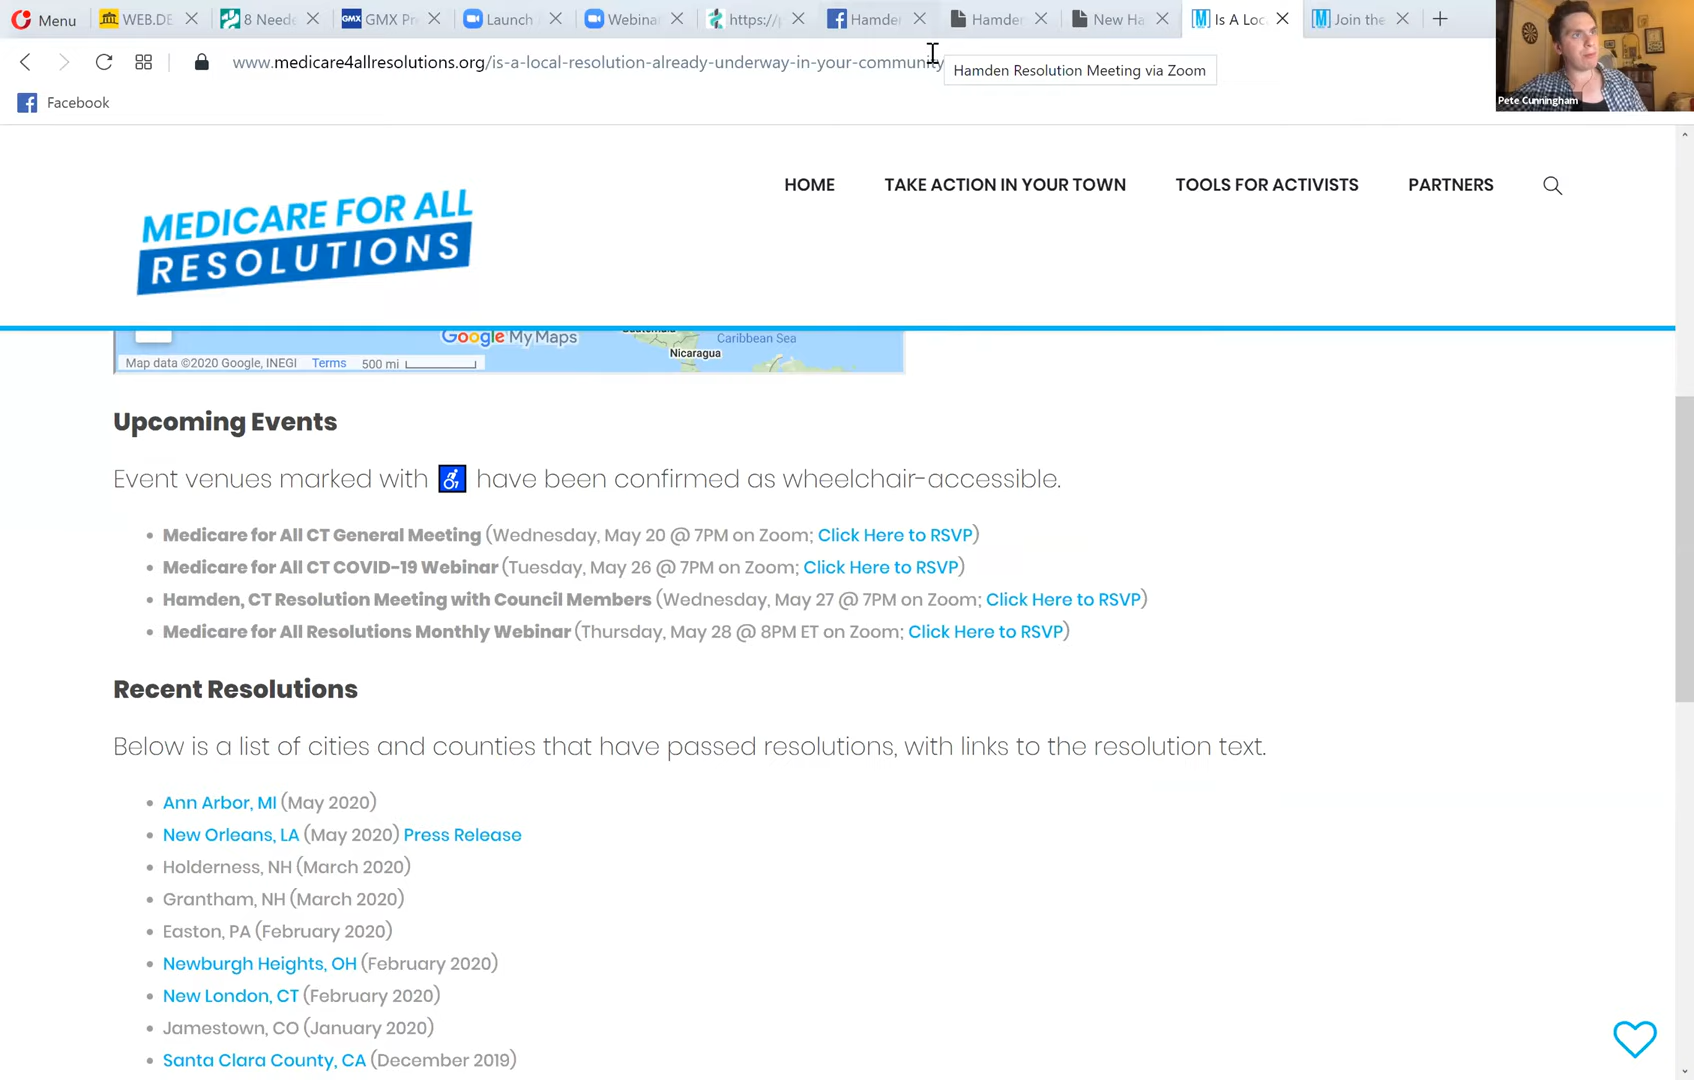 Menu
WEB.DE
8 Neede
GMX Pr
Launch
Webinar
https://
Hamden
Hamde
New Ha
Is A Loc
Join the
www.medicare4allresolutions.org/is-a-local-resolution-already-underway-in-your-community
Hamden Resolution Meeting via Zoom
Pete Cunningham
Facebook
MEDICARE FOR ALL
RESOLUTIONS
HOME
TAKE ACTION IN YOUR TOWN
TOOLS FOR ACTIVISTS
PARTNERS
Google My Maps
Caribbean Sea
Nicaragua
Map data ©2020 Google, INEGI Terms 500 mi
Upcoming Events
Event venues marked with have been confirmed as wheelchair-accessible.
• Medicare for All CT General Meeting (Wednesday, May 20 @ 7PM on Zoom; Click Here to RSVP)
• Medicare for All CT COVID-19 Webinar (Tuesday, May 26 @ 7PM on Zoom; Click Here to RSVP)
• Hamden, CT Resolution Meeting with Council Members (Wednesday, May 27 @ 7PM on Zoom; Click Here to RSVP)
• Medicare for All Resolutions Monthly Webinar (Thursday, May 28 @ 8PM ET on Zoom; Click Here to RSVP)
Recent Resolutions
Below is a list of cities and counties that have passed resolutions, with links to the resolution text.
• Ann Arbor, MI (May 2020)
• New Orleans, LA (May 2020) Press Release
• Holderness, NH (March 2020)
• Grantham, NH (March 2020)
• Easton, PA (February 2020)
• Newburgh Heights, OH (February 2020)
• New London, CT (February 2020)
• Jamestown, CO (January 2020)
• Santa Clara County, CA (December 2019)